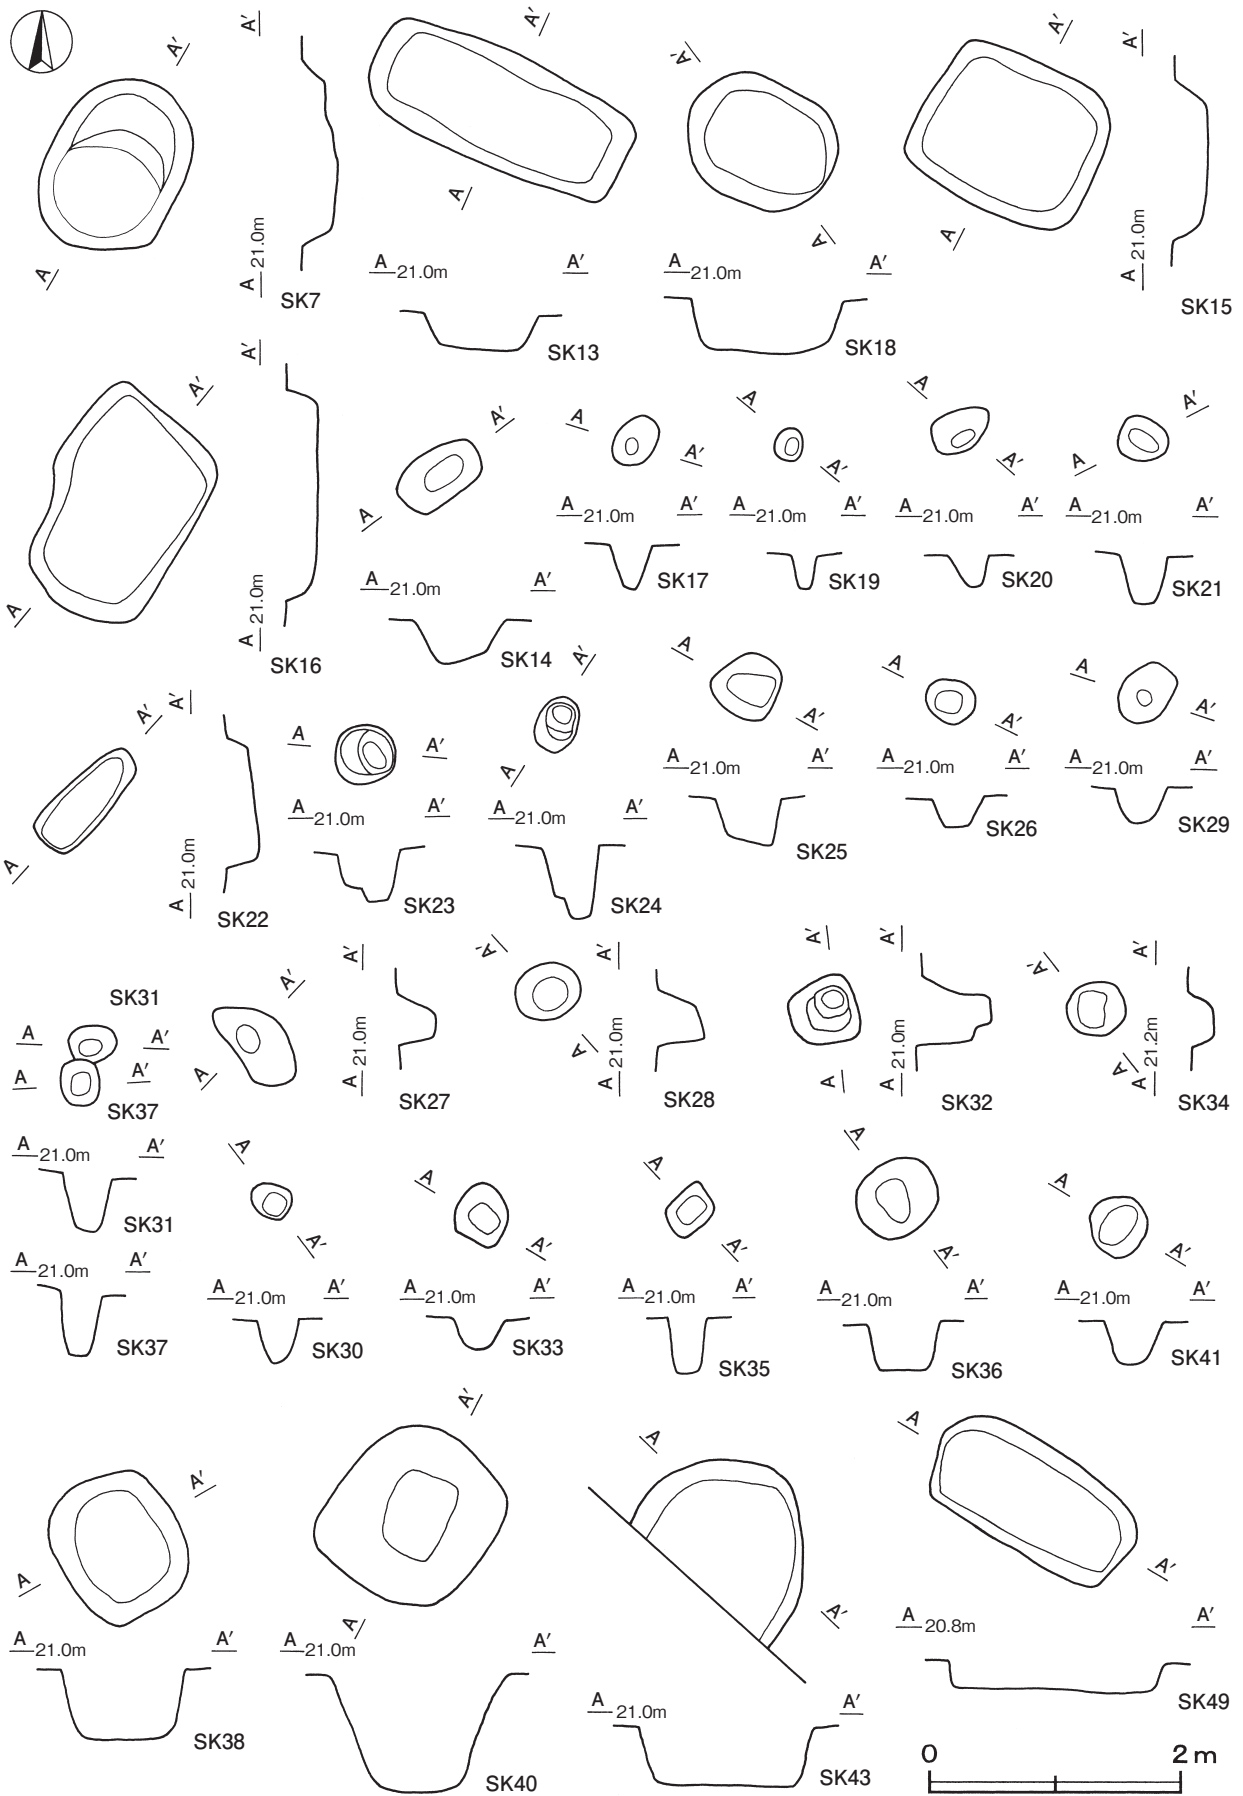 A A' A A' 21.0m SK7
A A' A 21.0m A' SK13
A A' A 21.0m A' SK18
A A' A A' 21.0m SK15
A A' A A' 21.0m SK16
A A' A 21.0m A' SK14
A A' A 21.0m A' SK17
A A' A 21.0m A' SK19
A A' A 21.0m A' SK20
A A' A 21.0m A' SK21
A A' A A' 21.0m SK22
A A' A 21.0m A' SK23
A A' A 21.0m A' SK24
A A' A 21.0m A' SK25
A A' A 21.0m A' SK26
A A' A 21.0m A' SK29
SK31
A A'
A A'
SK37
A 21.0m A' SK31
A 21.0m A' SK37
A A' A A' 21.0m SK27
A A' A A' 21.0m SK28
A A' A A' 21.0m SK32
A A' A A' 21.2m SK34
A A' A 21.0m A' SK30
A A' A 21.0m A' SK33
A A' A 21.0m A' SK35
A A' A 21.0m A' SK36
A A' A 21.0m A' SK41
A A' A 21.0m A' SK38
A A' A 21.0m A' SK40
A A' A 21.0m A' SK43
A A' A 20.8m A' SK49
0 2 m